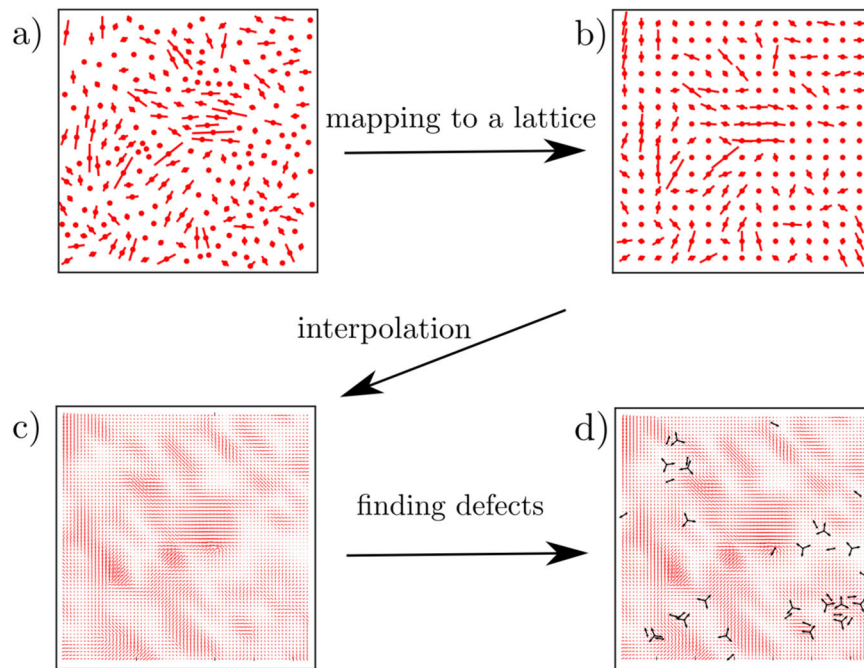 a)
b)
mapping to a lattice
interpolation
c)
d)
finding defects